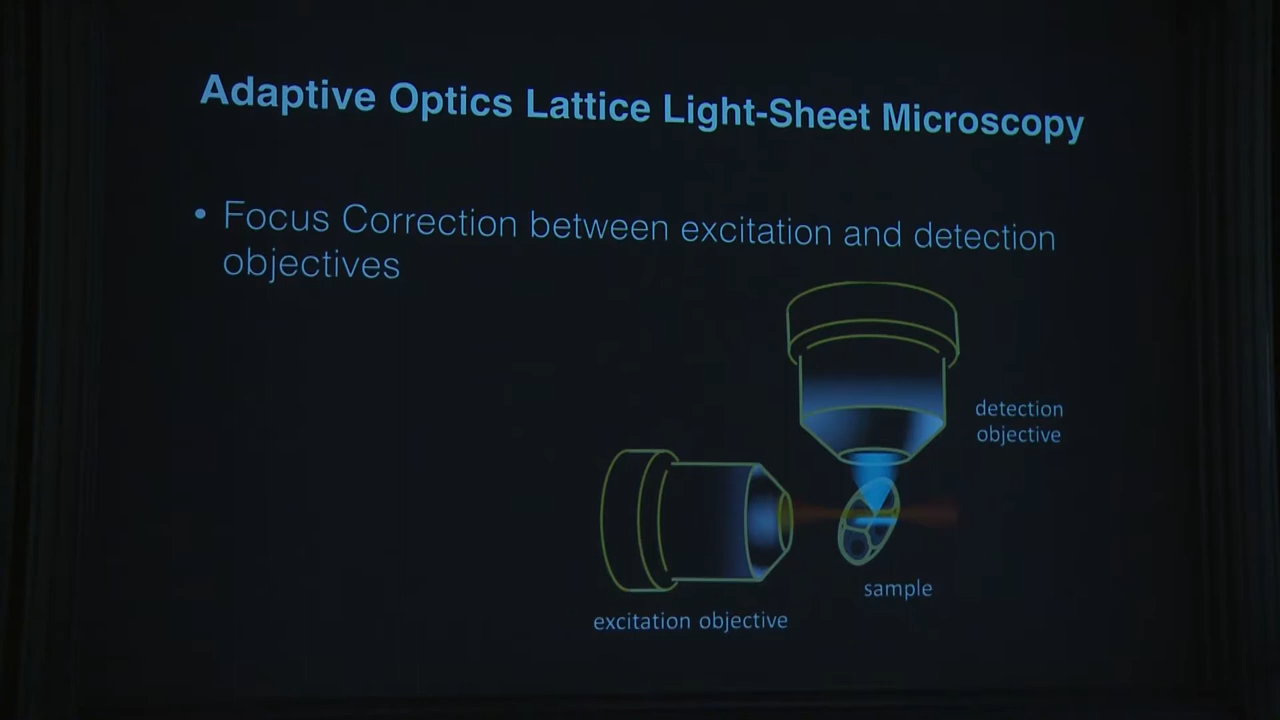 Adaptive Optics Lattice Light-Sheet Microscopy
• Focus Correction between excitation and detection
objectives
detection
objective
sample
excitation objective